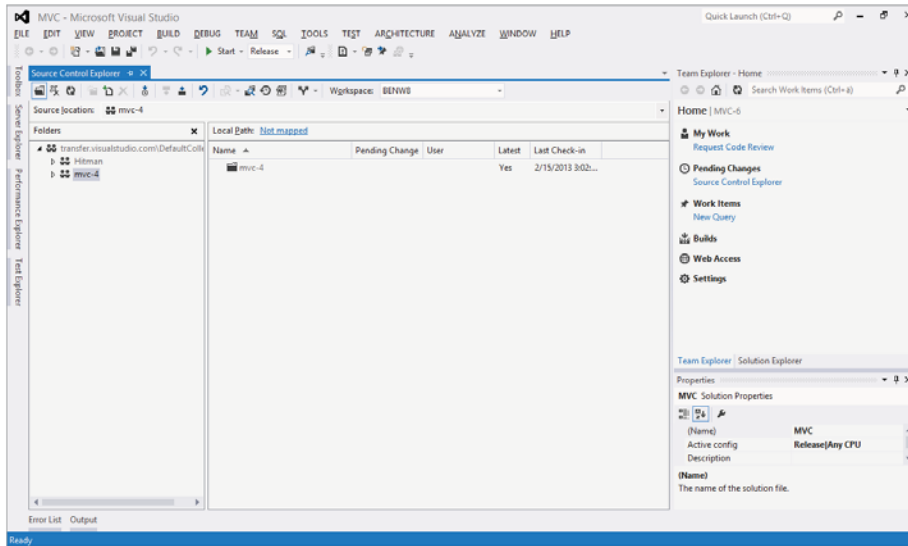 MVC - Microsoft Visual Studio
Quick Launch (Ctrl+Q)
FILE EDIT VIEW PROJECT BUILD DEBUG TEAM SQL TOOLS TEST ARCHITECTURE ANALYZE WINDOW HELP
Start Release
Toolbox
Server Explorer
Performance Explorer
Test Explorer
Source Control Explorer
Workspace: BENW8
Source location: mvc-4
Folders
transfer.visualstudio.com\DefaultColle
Hitman
mvc-4
Local Path: Not mapped
Name Pending Change User Latest Last Check-in
mvc-4 Yes 2/15/2013 3:02:...
Error List Output
Team Explorer - Home
Search Work Items (Ctrl+à)
Home | MVC-6
My Work
Request Code Review
Pending Changes
Source Control Explorer
Work Items
New Query
Builds
Web Access
Settings
Team Explorer Solution Explorer
Properties
MVC Solution Properties
(Name) MVC
Active config Release|Any CPU
Description
(Name)
The name of the solution file.
Ready